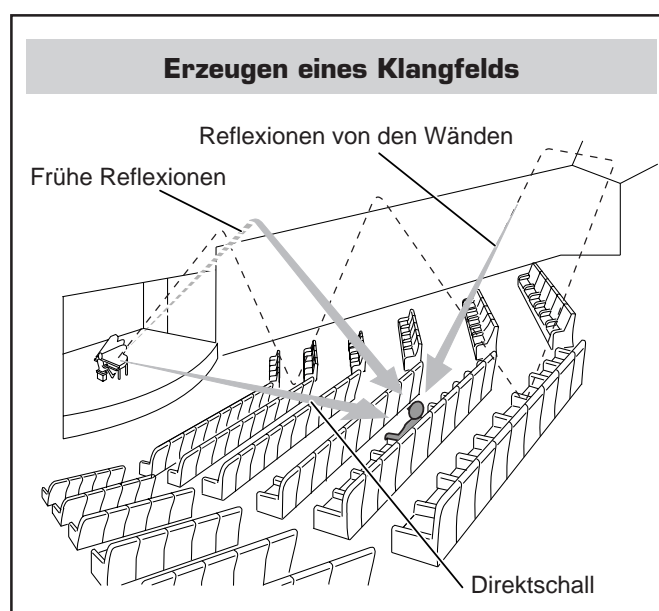 Erzeugen eines Klangfelds
Reflexionen von den Wänden
Frühe Reflexionen
Direktschall